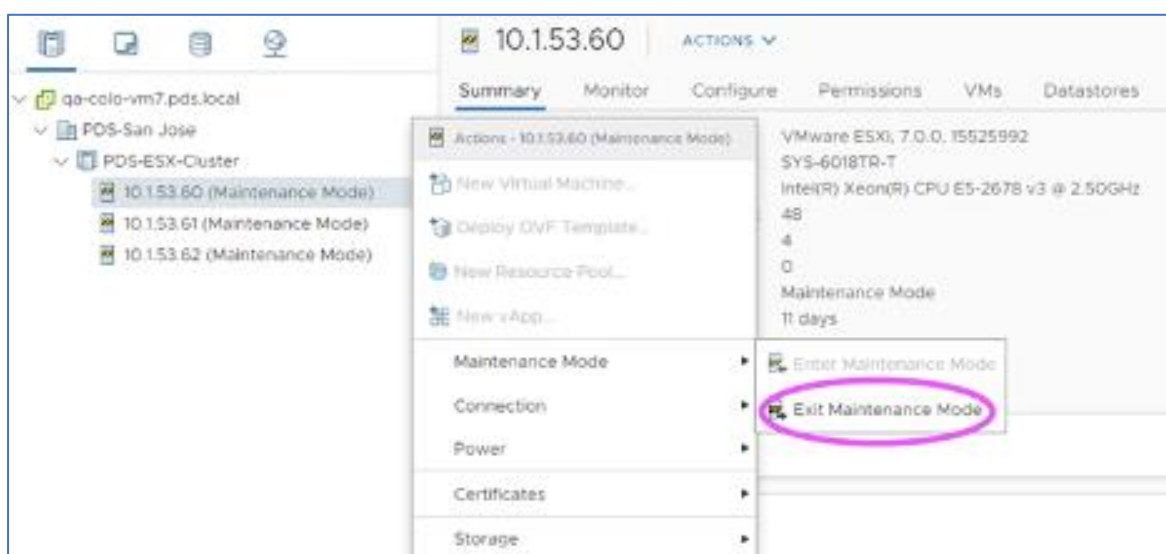 10.1.53.60
ACTIONS
Summary Monitor Configure Permissions VMs Datastores
qa-colo-vm7.pds.local
PDS-San Jose
PDS-ESX-Cluster
10.1.53.60 (Maintenance Mode)
10.1.53.61 (Maintenance Mode)
10.1.53.62 (Maintenance Mode)
Actions - 10.1.53.60 (Maintenance Mode)
New Virtual Machine...
Deploy OVF Template...
New Resource Pool...
New vApp...
Maintenance Mode
Connection
Power
Certificates
Storage
VMware ESXi, 7.0.0, 15525992
SYS-6018TR-T
Intel(R) Xeon(R) CPU E5-2678 v3 @ 2.50GHz
48
4
0
Maintenance Mode
11 days
Enter Maintenance Mode
Exit Maintenance Mode